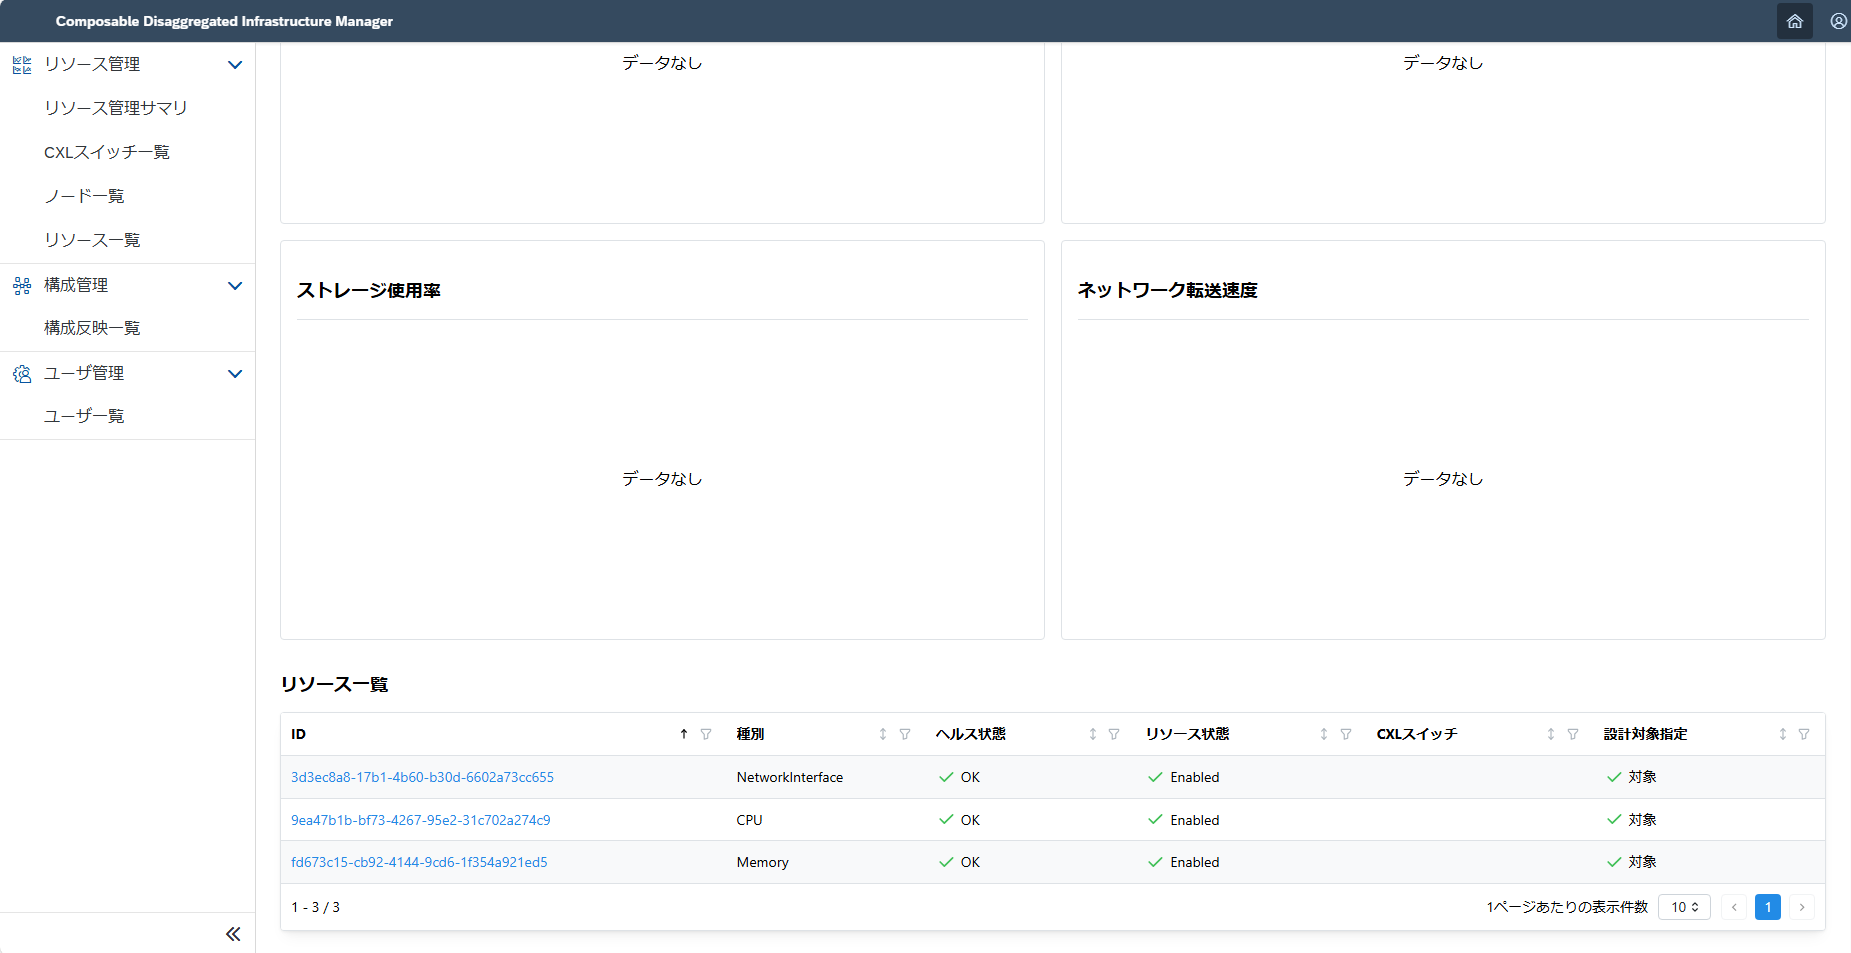 Composable Disaggregated Infrastructure Manager
リソース管理
リソース管理サマリ
CXLスイッチ一覧
ノード一覧
リソース一覧
構成管理
構成反映一覧
ユーザ管理
ユーザ一覧
データなし
データなし
ストレージ使用率
ネットワーク転送速度
データなし
データなし
リソース一覧
ID 種別 ヘルス状態 リソース状態 CXLスイッチ 設計対象指定
3d3ec8a8-17b1-4b60-b30d-6602a73cc655 NetworkInterface OK Enabled 対象
9ea47b1b-bf73-4267-95e2-31c702a274c9 CPU OK Enabled 対象
fd673c15-cb92-4144-9cd6-1f354a921ed5 Memory OK Enabled 対象
1 - 3 / 3 1ページあたりの表示件数 10 1